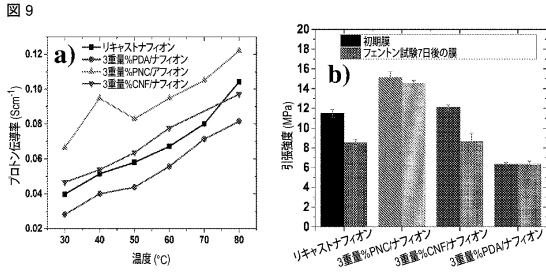 図 9
a)
リキャストナフィオン
3重量%PDA/ナフィオン
3重量%PNC/アフィオン
3重量%CNF/ナフィオン
プロトン伝導率 (Scm⁻¹)
0.12
0.10
0.08
0.06
0.04
0.02
30 40 50 60 70 80
温度 (°C)
b)
初期膜
フェントン試験7日後の膜
引張強度 (MPa)
20
18
16
14
12
10
8
6
4
2
0
リキャストナフィオン
3重量%PNC/ナフィオン
3重量%CNF/ナフィオン
3重量%PDA/ナフィオン